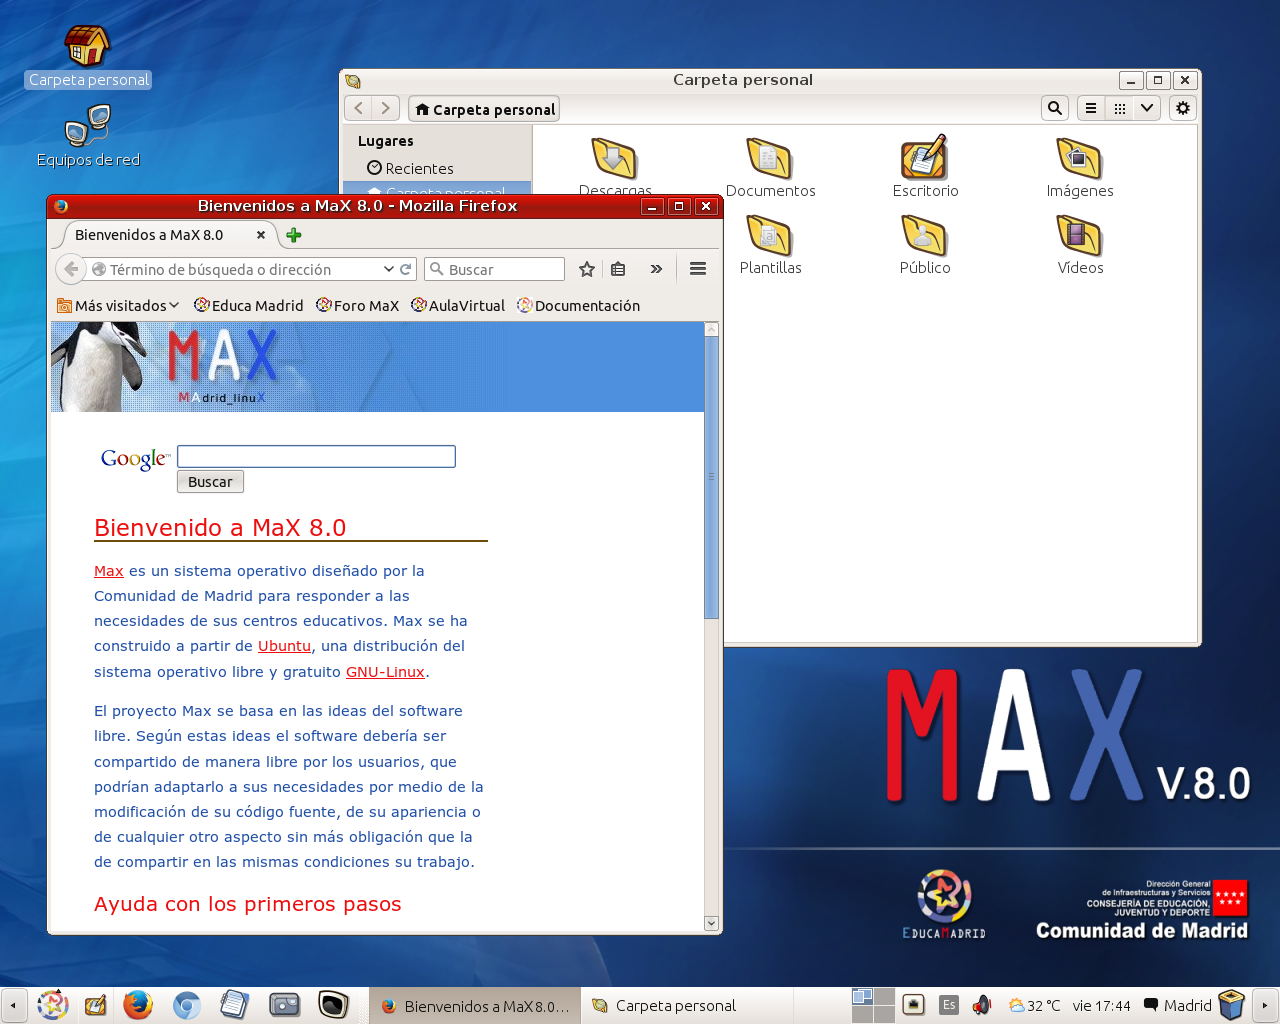 Carpeta personal
Equipos de red
Carpeta personal
Carpeta personal
Lugares
Recientes
Carpeta personal
Descargas
Documentos
Escritorio
Imágenes
Plantillas
Público
Vídeos
Bienvenidos a MaX 8.0 - Mozilla Firefox
Bienvenidos a MaX 8.0
Término de búsqueda o dirección
Buscar
Más visitados
Educa Madrid
Foro MaX
AulaVirtual
Documentación
MAX
MAdrid_linuX
Google™
Buscar
Bienvenido a MaX 8.0
Max es un sistema operativo diseñado por la
Comunidad de Madrid para responder a las
necesidades de sus centros educativos. Max se ha
construido a partir de Ubuntu, una distribución del
sistema operativo libre y gratuito GNU-Linux.
El proyecto Max se basa en las ideas del software
libre. Según estas ideas el software debería ser
compartido de manera libre por los usuarios, que
podrían adaptarlo a sus necesidades por medio de la
modificación de su código fuente, de su apariencia o
de cualquier otro aspecto sin más obligación que la
de compartir en las mismas condiciones su trabajo.
Ayuda con los primeros pasos
MAX V.8.0
EDUCAMADRID
Dirección General
de Infraestructuras y Servicios
CONSEJERÍA DE EDUCACIÓN,
JUVENTUD Y DEPORTE
Comunidad de Madrid
Bienvenidos a MaX 8.0...
Carpeta personal
Es
32 °C
vie 17:44
Madrid